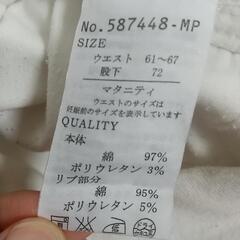 No.587448-MP
SIZE
ウエスト 61～67
股下 72
マタニティ
ウエストのサイズは
妊娠前のサイズを表示しています
QUALITY
本体
綿 97%
ポリウレタン 3%
リブ部分
綿 95%
ポリウレタン 5%